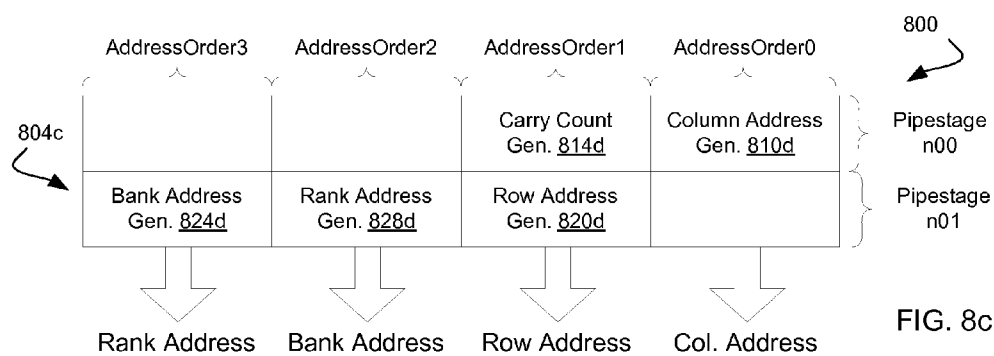 AddressOrder3 AddressOrder2 AddressOrder1 AddressOrder0
800
804c
Carry Count Gen. 814d
Column Address Gen. 810d
Pipestage n00
Bank Address Gen. 824d
Rank Address Gen. 828d
Row Address Gen. 820d
Pipestage n01
Rank Address Bank Address Row Address Col. Address
FIG. 8c